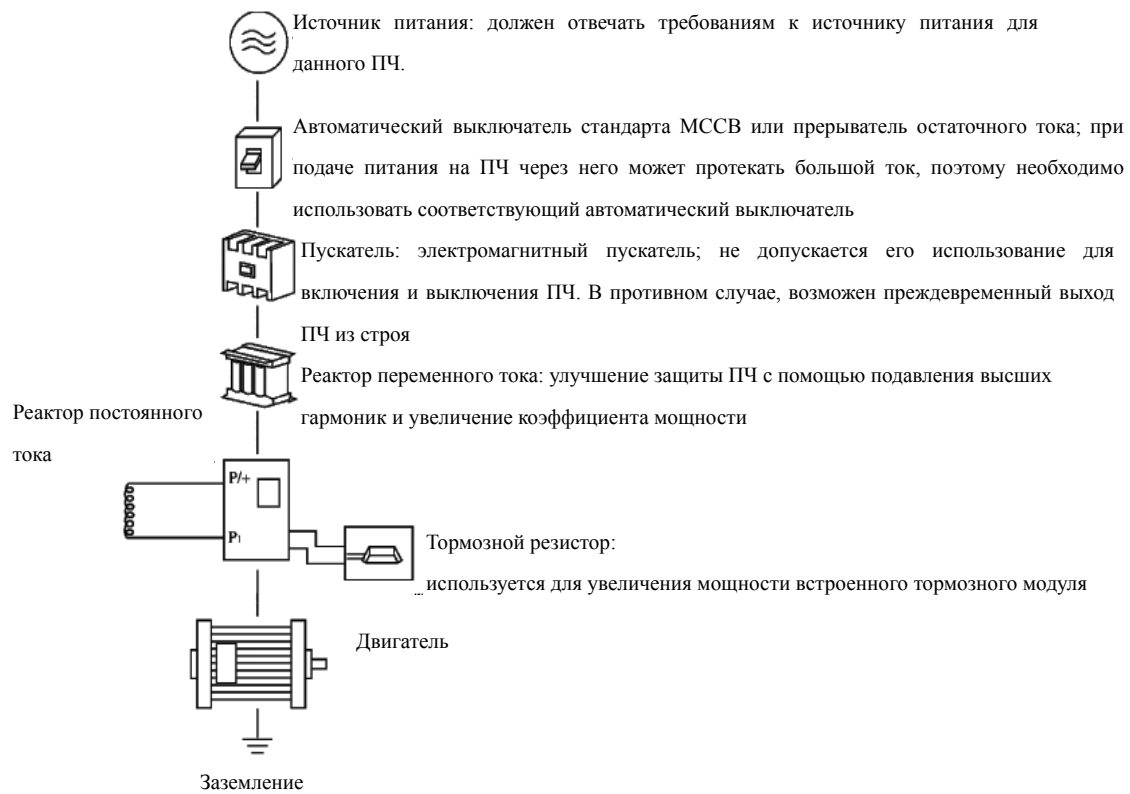 Источник питания: должен отвечать требованиям к источнику питания для
данного ПЧ.
Автоматический выключатель стандарта MCCB или прерыватель остаточного тока; при
подаче питания на ПЧ через него может протекать большой ток, поэтому необходимо
использовать соответствующий автоматический выключатель
Пускатель: электромагнитный пускатель; не допускается его использование для
включения и выключения ПЧ. В противном случае, возможен преждевременный выход
ПЧ из строя
Реактор переменного тока: улучшение защиты ПЧ с помощью подавления высших
гармоник и увеличение коэффициента мощности
Реактор постоянного
тока
P/+
P1
Тормозной резистор:
используется для увеличения мощности встроенного тормозного модуля
Двигатель
Заземление